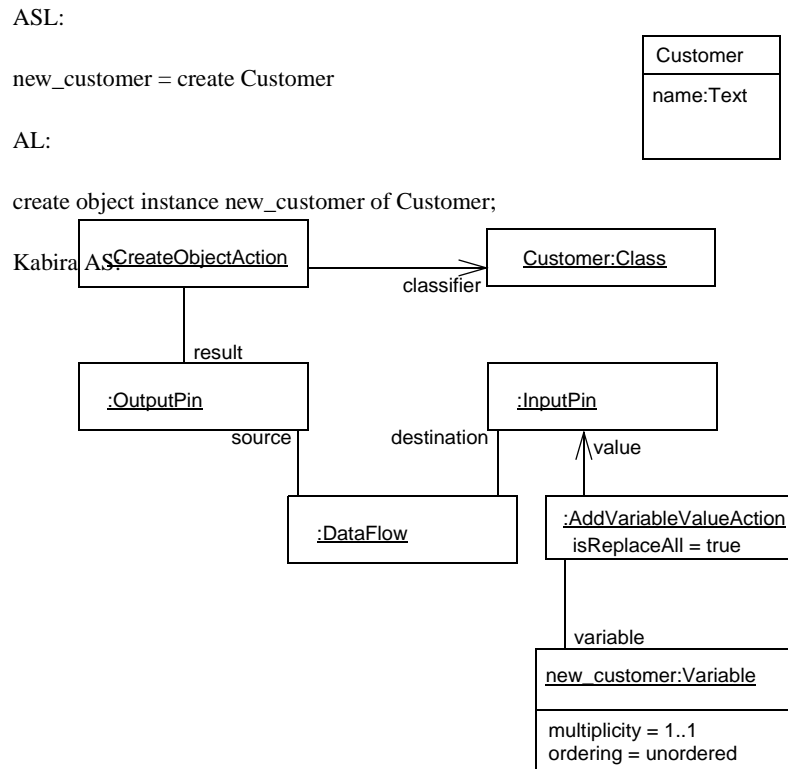 ASL:
Customer
new_customer = create Customer
name:Text
AL:
create object instance new_customer of Customer;
Kabira AS:
:CreateObjectAction
Customer:Class
classifier
result
:OutputPin
:InputPin
source
destination
value
:DataFlow
:AddVariableValueAction
isReplaceAll = true
variable
new_customer:Variable
multiplicity = 1..1
ordering = unordered